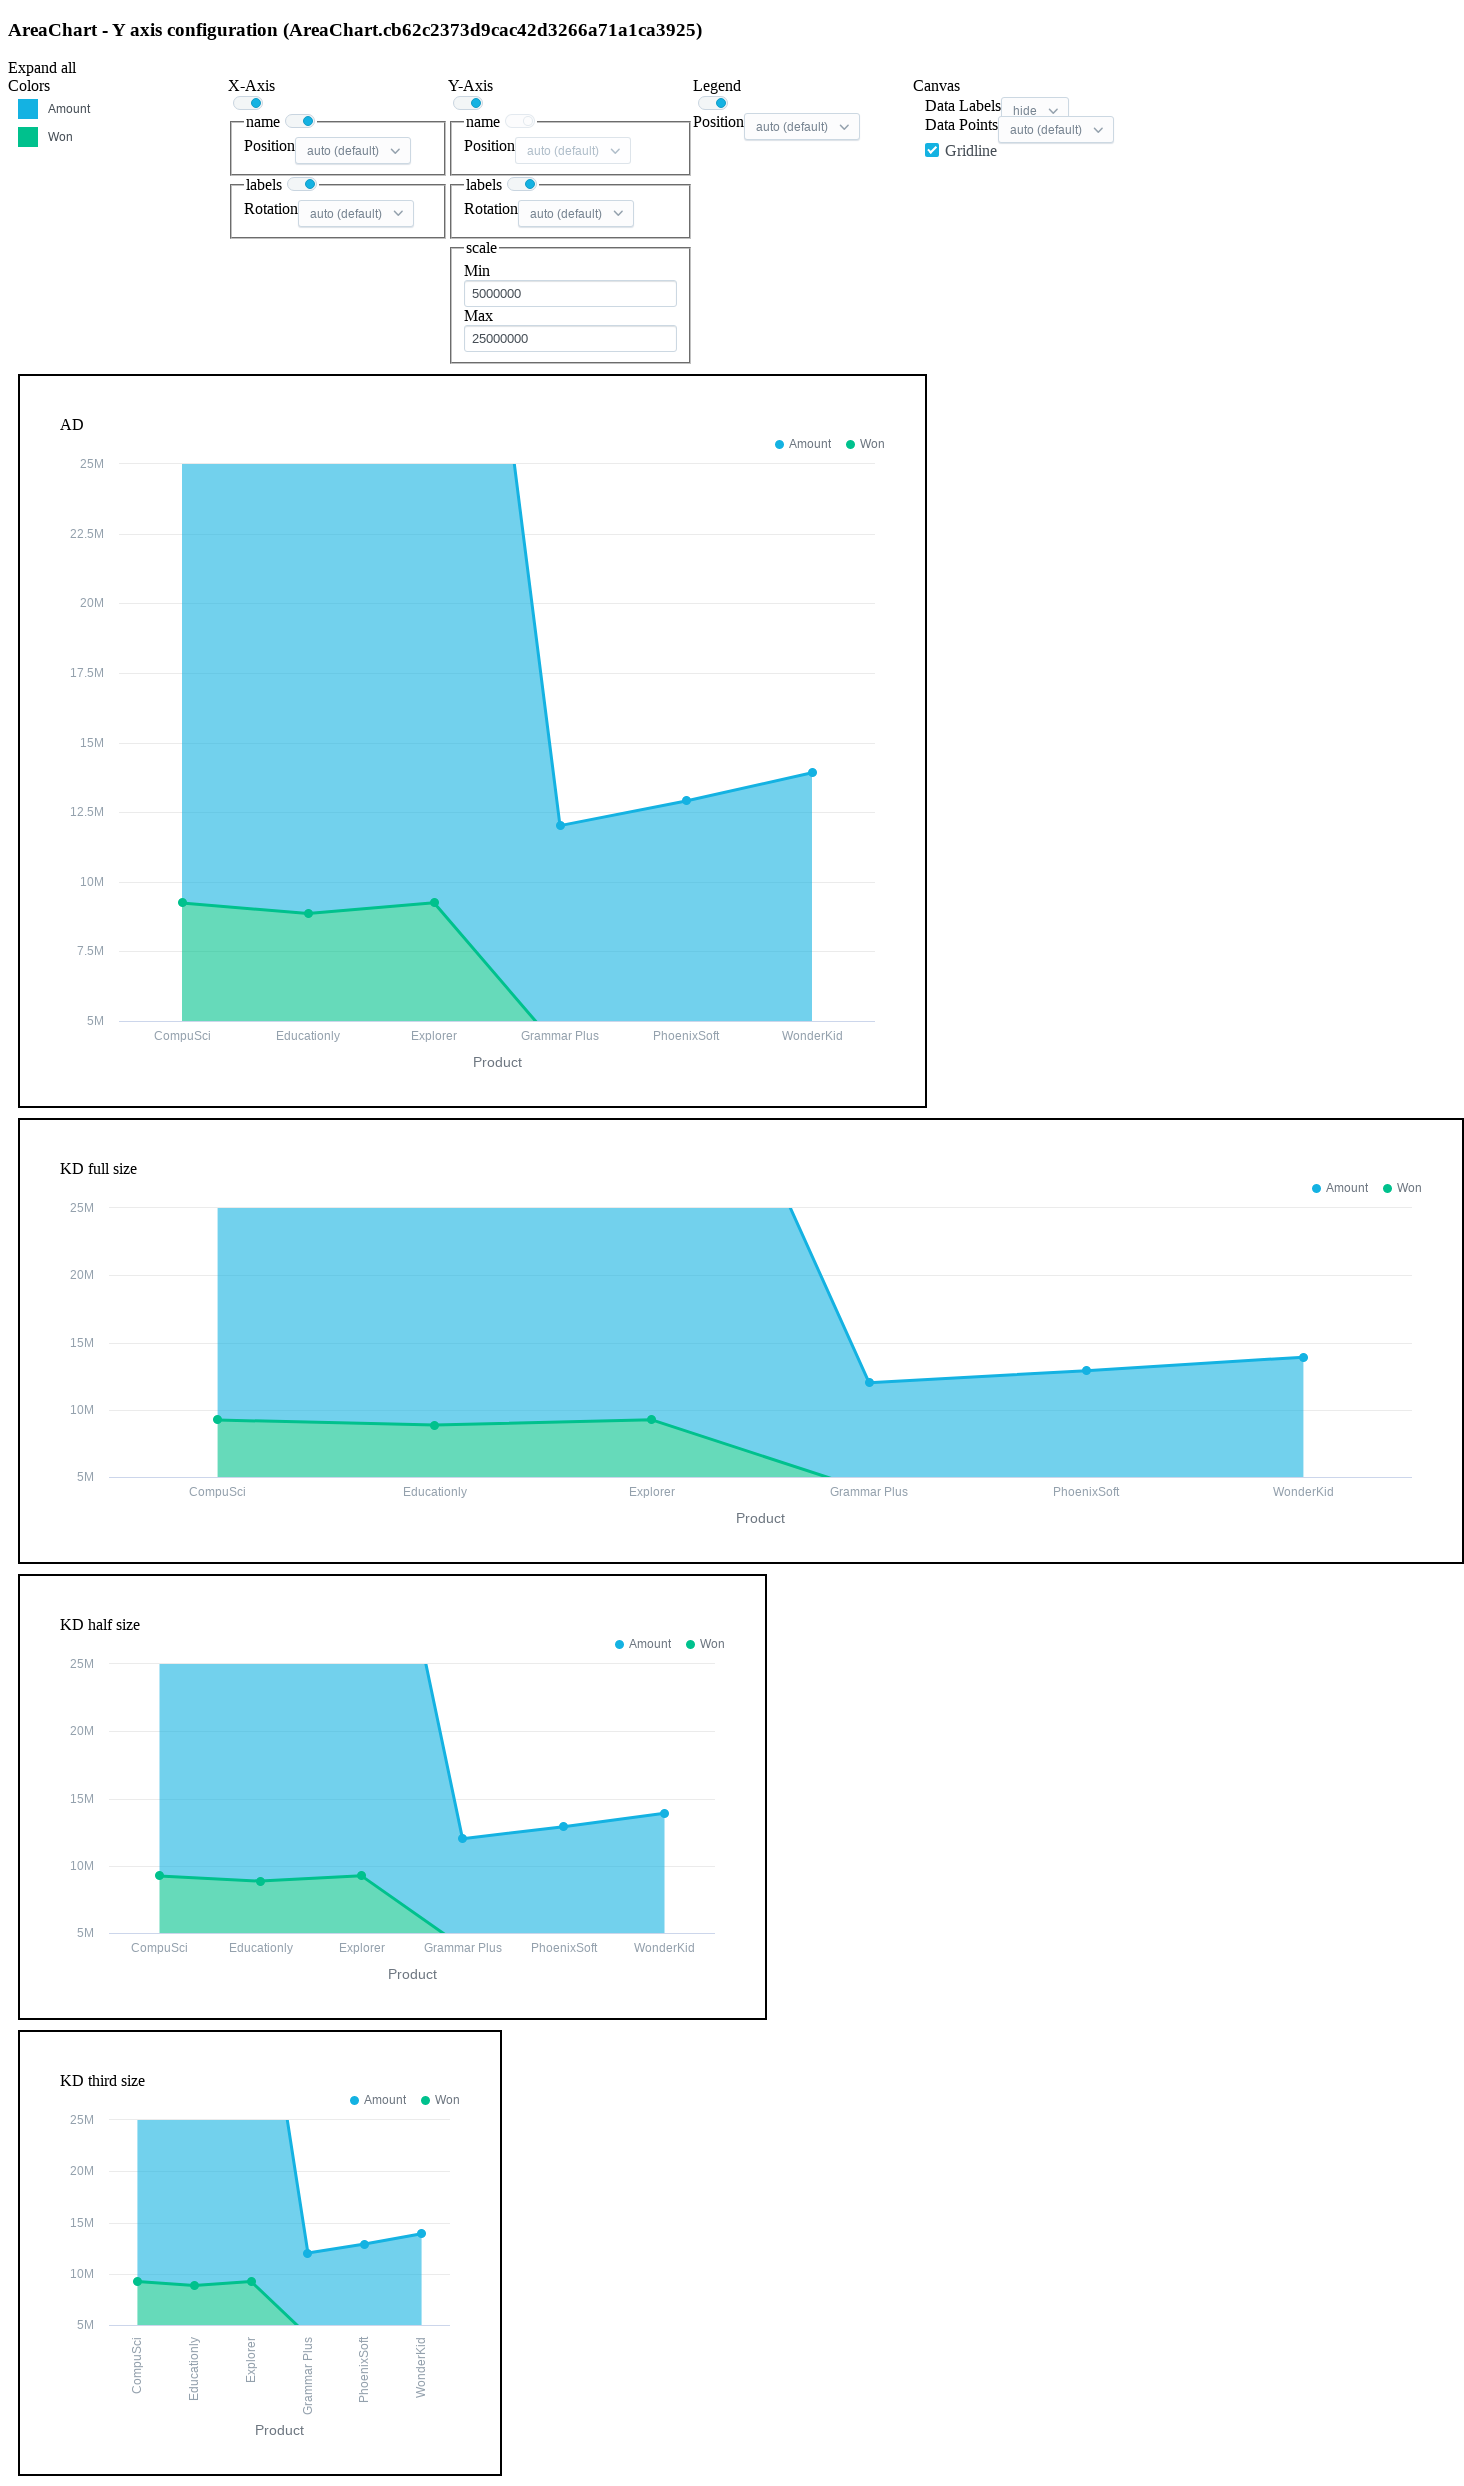 AreaChart - Y axis configuration (AreaChart.cb62c2373d9cac42d3266a71a1ca3925)
Expand all
Colors
Amount
Won
X-Axis
name
Position auto (default)
labels
Rotation auto (default)
Y-Axis
name
Position auto (default)
labels
Rotation auto (default)
scale
Min
5000000
Max
25000000
Legend
Position auto (default)
Canvas
Data Labels hide
Data Points auto (default)
Gridline
AD
Amount Won
25M
22.5M
20M
17.5M
15M
12.5M
10M
7.5M
5M
CompuSci Educationly Explorer Grammar Plus PhoenixSoft WonderKid
Product
KD full size
Amount Won
25M
20M
15M
10M
5M
CompuSci Educationly Explorer Grammar Plus PhoenixSoft WonderKid
Product
KD half size
Amount Won
25M
20M
15M
10M
5M
CompuSci Educationly Explorer Grammar Plus PhoenixSoft WonderKid
Product
KD third size
Amount Won
25M
20M
15M
10M
5M
CompuSci Educationly Explorer Grammar Plus PhoenixSoft WonderKid
Product